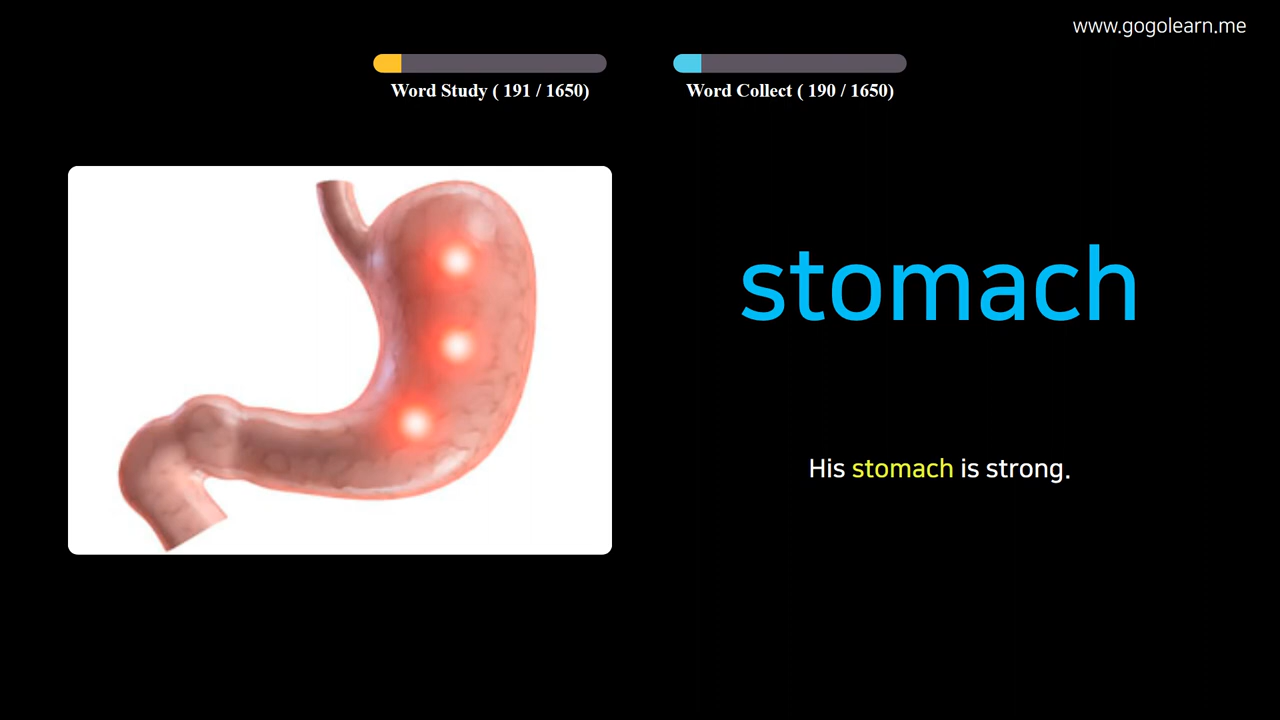 www.gogolearn.me
Word Study ( 191 / 1650)
Word Collect ( 190 / 1650)
stomach
His stomach is strong.